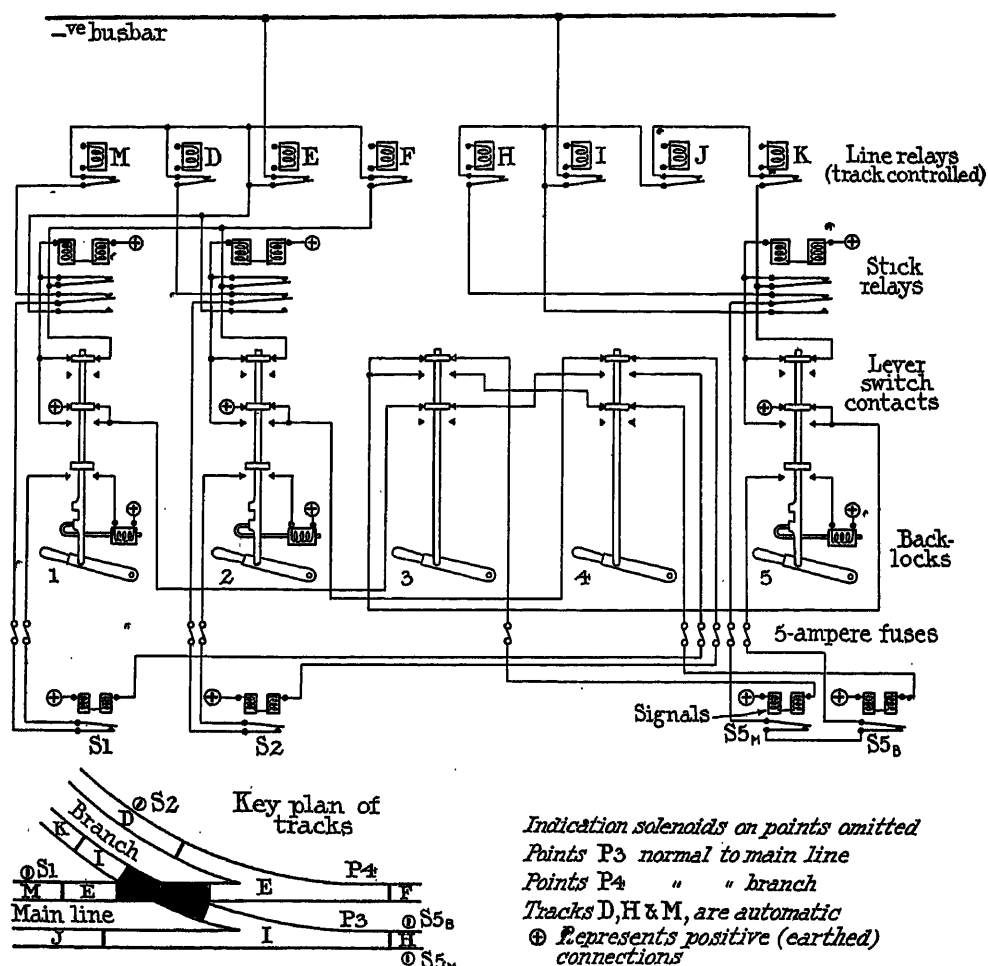 -ve busbar
M D E F H I J K
Line relays
(track controlled)
Stick
relays
Lever
switch
contacts
Back-
locks
1 2 3 4 5
5-ampere fuses
Signals
S1 S2 S5M S5B
Key plan of
tracks
Branch
D S2
K
I
S1
M E E P4 F
Main line
P3 S5B
J I H
S5M
Indication solenoids on points omitted
Points P3 normal to main line
Points P4 " " branch
Tracks D, H & M, are automatic
⊕ Represents positive (earthed)
connections